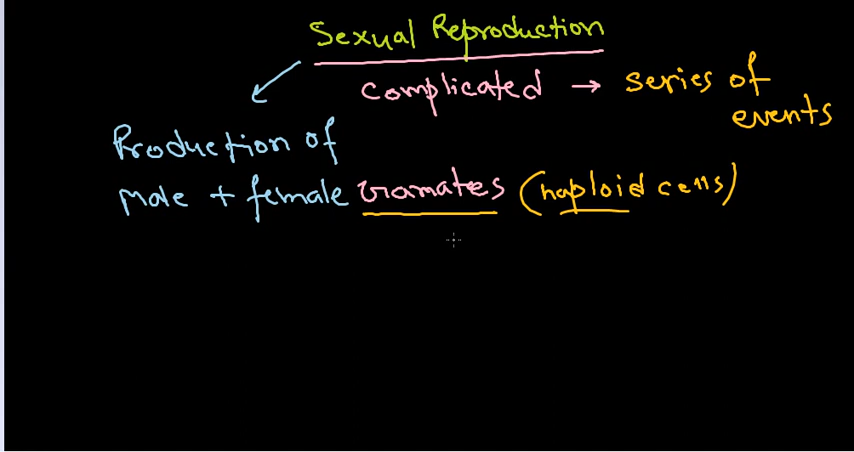 Sexual Reproduction
complicated → series of
events
Production of
male + female Gamates (haploid cells)